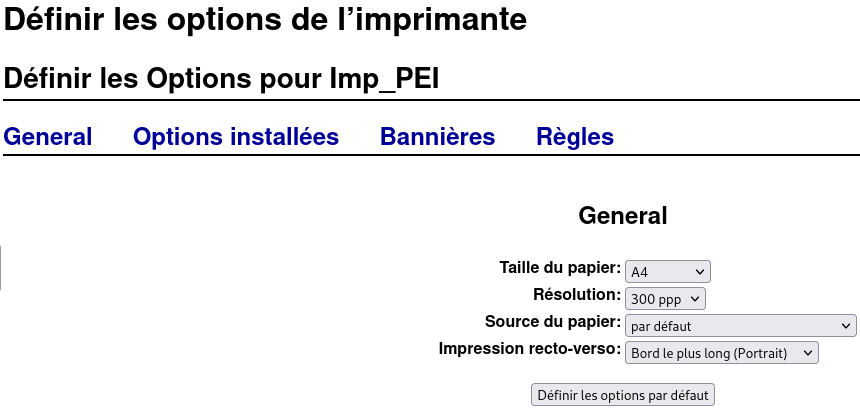 Définir les options de l’imprimante
Définir les Options pour Imp_PEI
General Options installées Bannières Règles
General
Taille du papier: A4
Résolution: 300 ppp
Source du papier: par défaut
Impression recto-verso: Bord le plus long (Portrait)
Définir les options par défaut